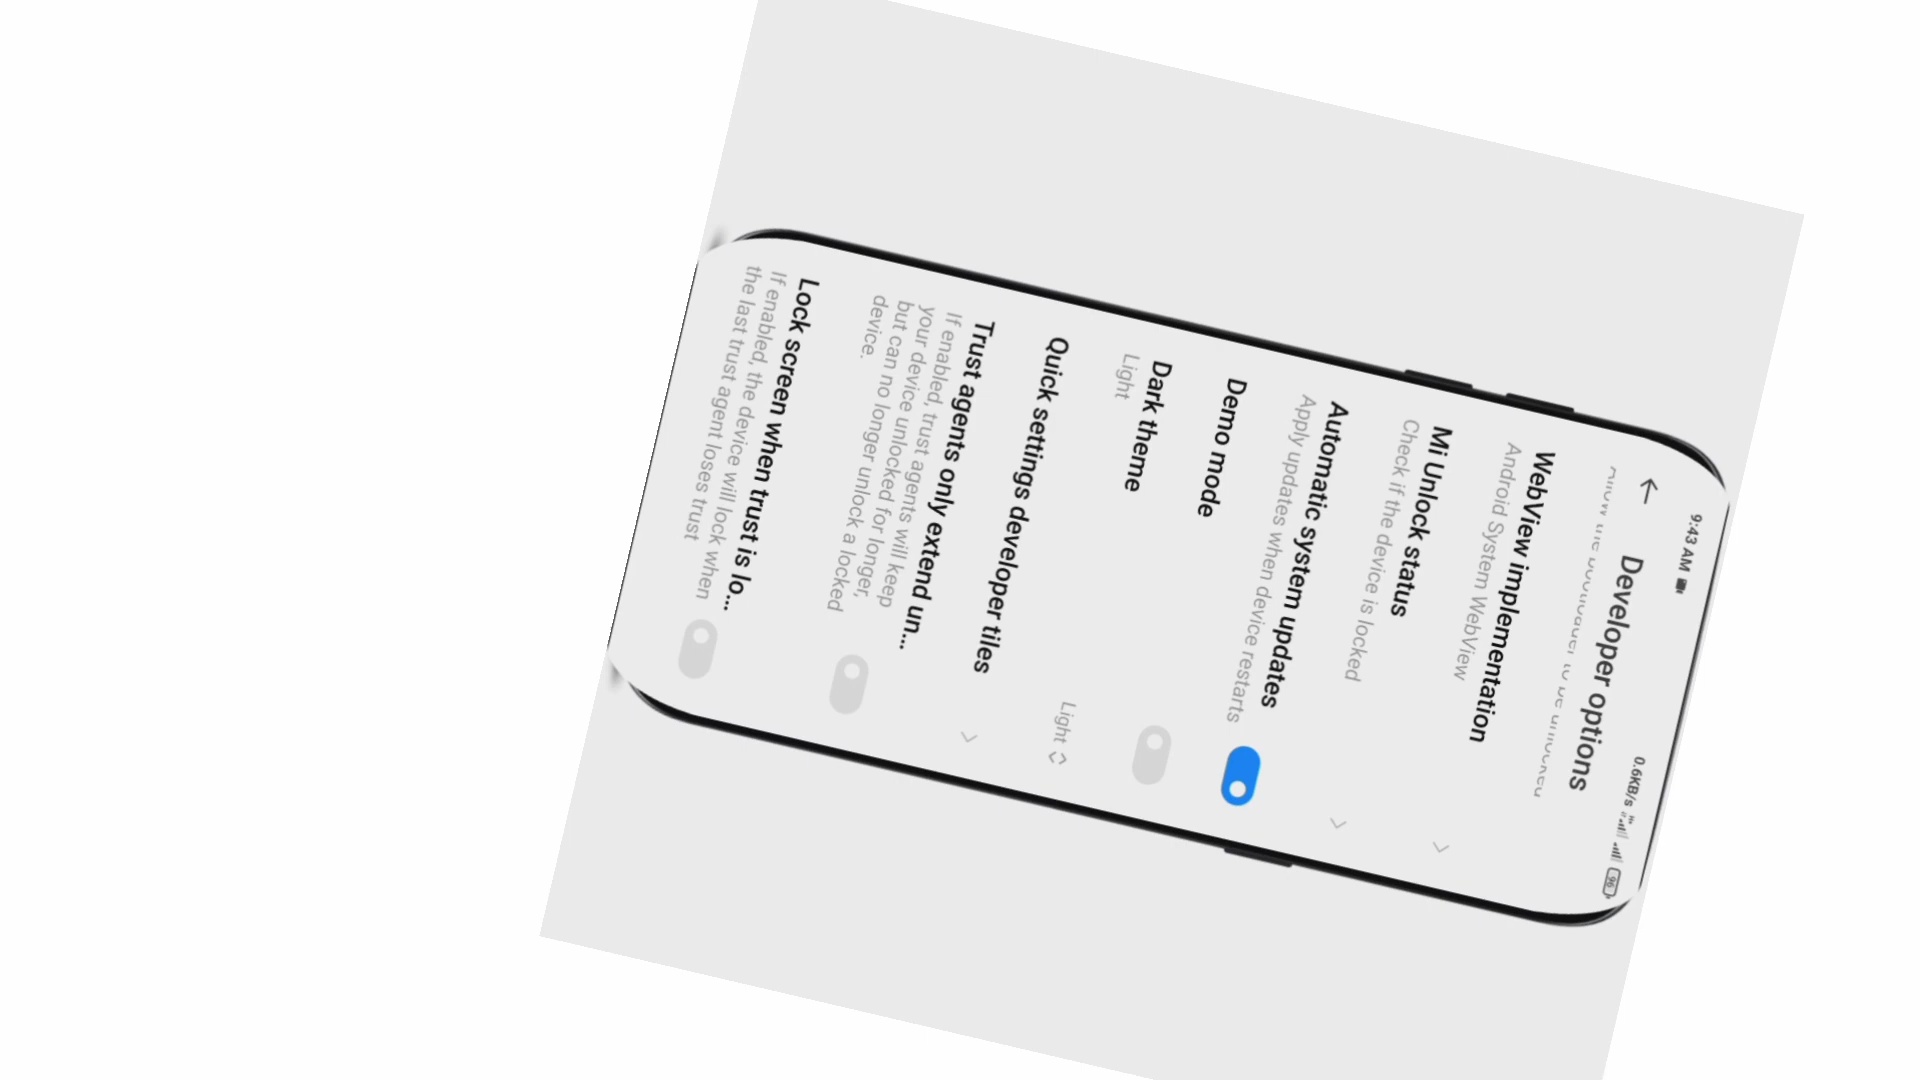 9:43 AM
0.6KB/s
96
Developer options
WebView implementation
Android System WebView
Mi Unlock status
Check if the device is locked
Automatic system updates
Apply updates when device restarts
Demo mode
Dark theme
Light
Light
Quick settings developer tiles
Trust agents only extend un...
If enabled, trust agents will keep
your device unlocked for longer,
but can no longer unlock a locked
device.
Lock screen when trust is lo...
If enabled, the device will lock when
the last trust agent loses trust